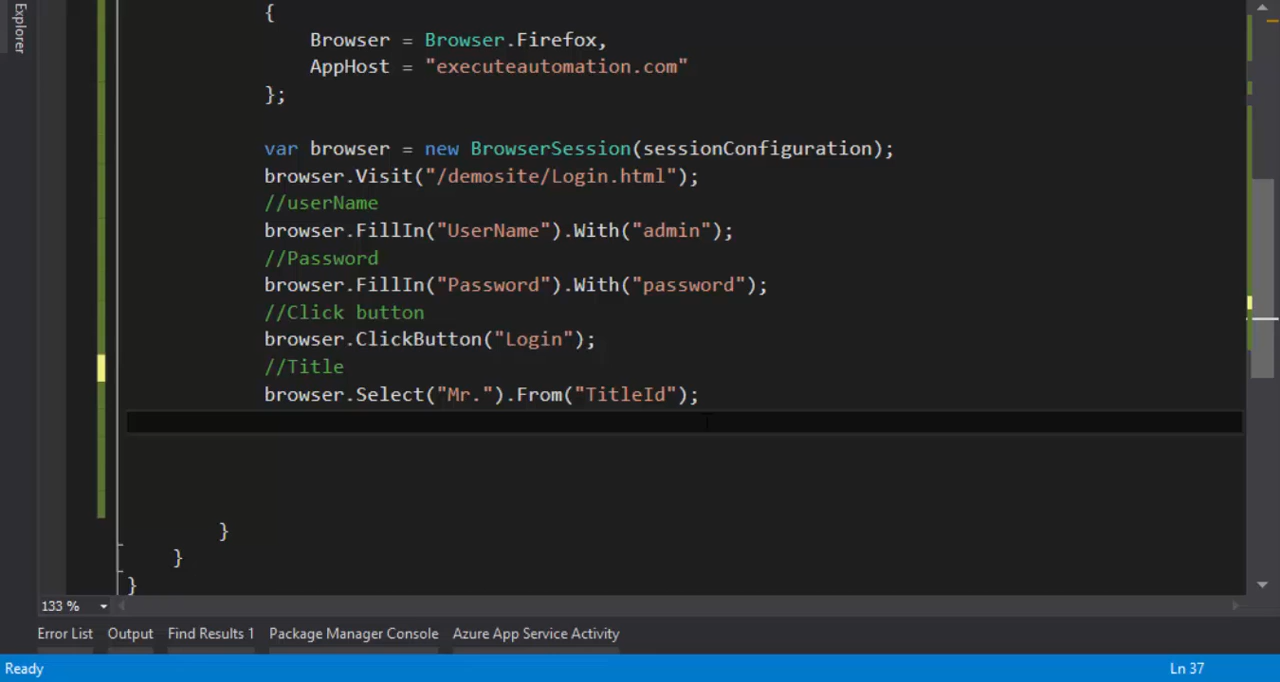 Explorer
{
Browser = Browser.Firefox,
AppHost = "executeautomation.com"
};
var browser = new BrowserSession(sessionConfiguration);
browser.Visit("/demosite/Login.html");
//userName
browser.FillIn("UserName").With("admin");
//Password
browser.FillIn("Password").With("password");
//Click button
browser.ClickButton("Login");
//Title
browser.Select("Mr.").From("TitleId");
}
}
}
133 %
Error List Output Find Results 1 Package Manager Console Azure App Service Activity
Ready Ln 37